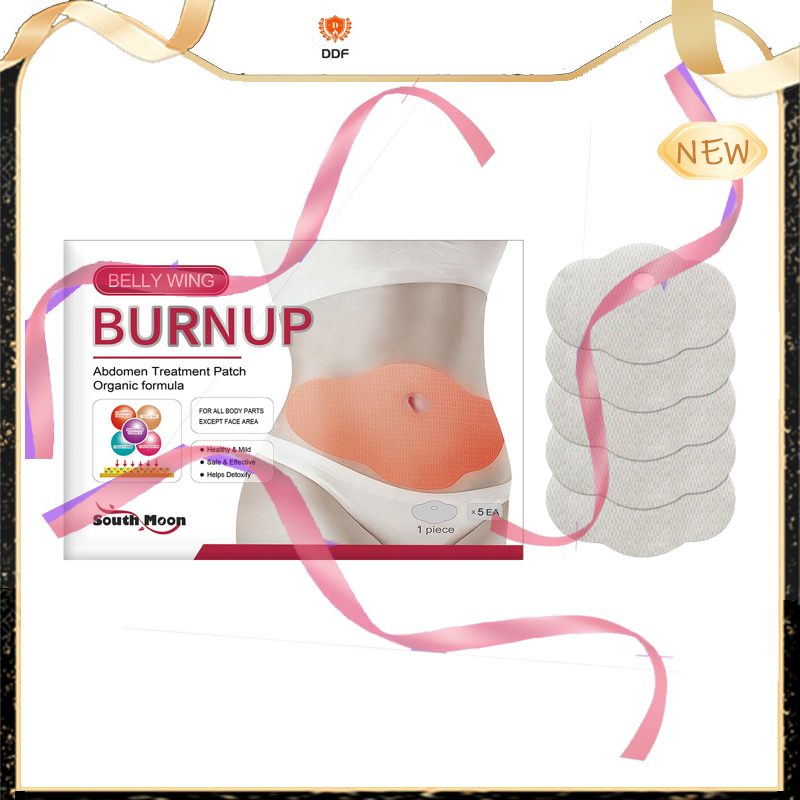 DDF
NEW
BELLY WING
BURNUP
Abdomen Treatment Patch
Organic formula
FOR ALL BODY PARTS
EXCEPT FACE AREA
Healthy & Mild
Safe & Effective
Helps Detoxify
South Moon
x 5 EA
1 piece